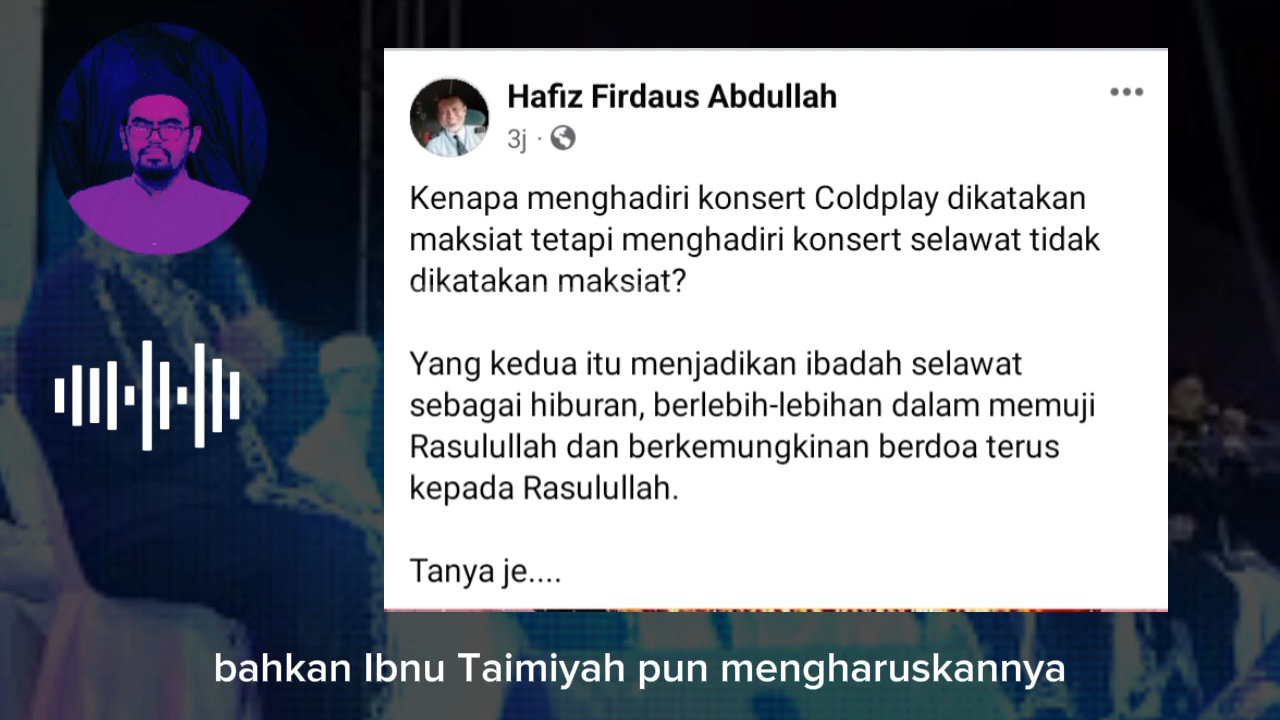 Hafiz Firdaus Abdullah
3j ·
Kenapa menghadiri konsert Coldplay dikatakan
maksiat tetapi menghadiri konsert selawat tidak
dikatakan maksiat?
Yang kedua itu menjadikan ibadah selawat
sebagai hiburan, berlebih-lebihan dalam memuji
Rasulullah dan berkemungkinan berdoa terus
kepada Rasulullah.
Tanya je....
bahkan Ibnu Taimiyah pun mengharuskannya